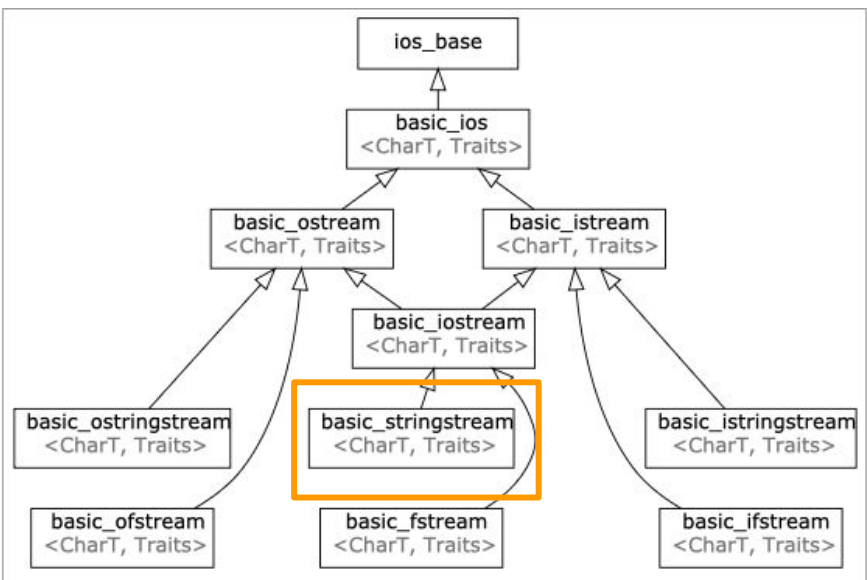 ios_base
basic_ios
<CharT, Traits>
basic_ostream
<CharT, Traits>
basic_istream
<CharT, Traits>
basic_iostream
<CharT, Traits>
basic_ostringstream
<CharT, Traits>
basic_stringstream
<CharT, Traits>
basic_istringstream
<CharT, Traits>
basic_ofstream
<CharT, Traits>
basic_fstream
<CharT, Traits>
basic_ifstream
<CharT, Traits>